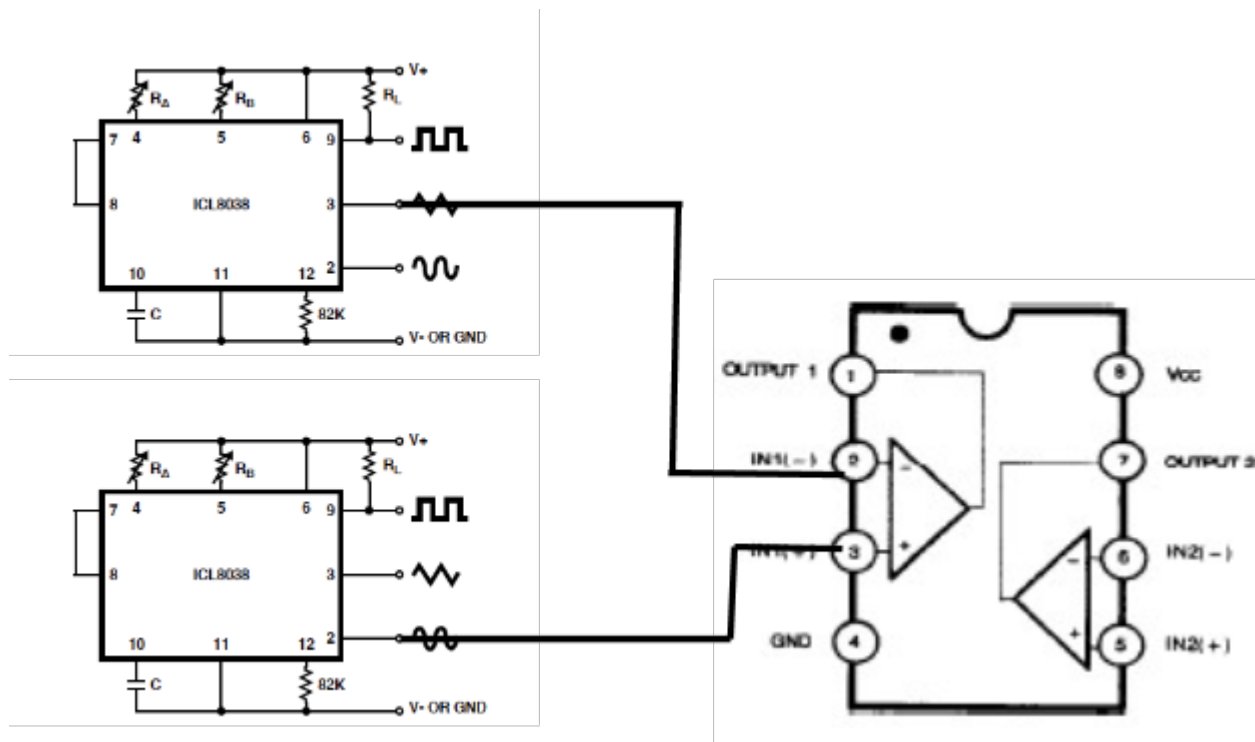 V+
RA
RB
RL
7
4
5
6
9
8
ICL8038
3
10
11
12
2
C
82K
V- OR GND
V+
RA
RB
RL
7
4
5
6
9
8
ICL8038
3
10
11
12
2
C
82K
V- OR GND
OUTPUT 1
1
8
Vcc
IN1(-)
2
-
7
OUTPUT 2
IN1(+)
3
+
-
6
IN2(-)
GND
4
+
5
IN2(+)